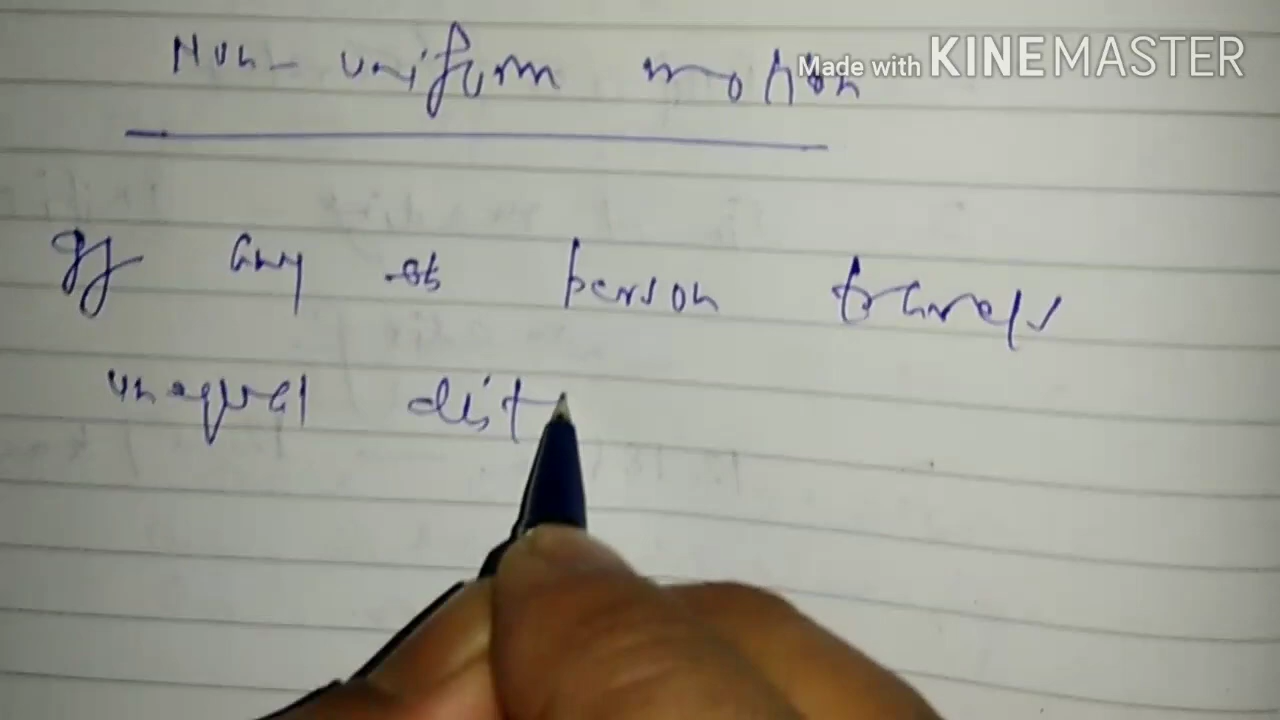 Non-uniform motion
Made with KINEMASTER
If any person travels
unequal dist